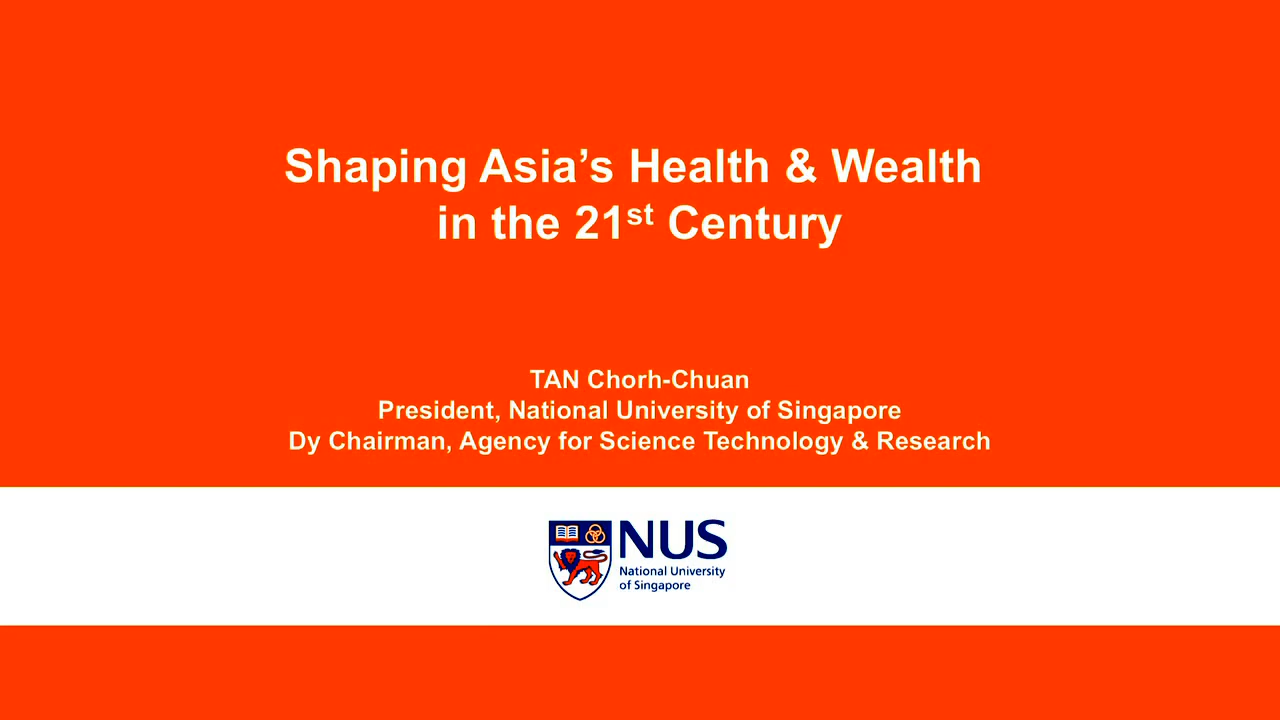 Shaping Asia’s Health & Wealth
in the 21st Century
TAN Chorh-Chuan
President, National University of Singapore
Dy Chairman, Agency for Science Technology & Research
NUS
National University
of Singapore